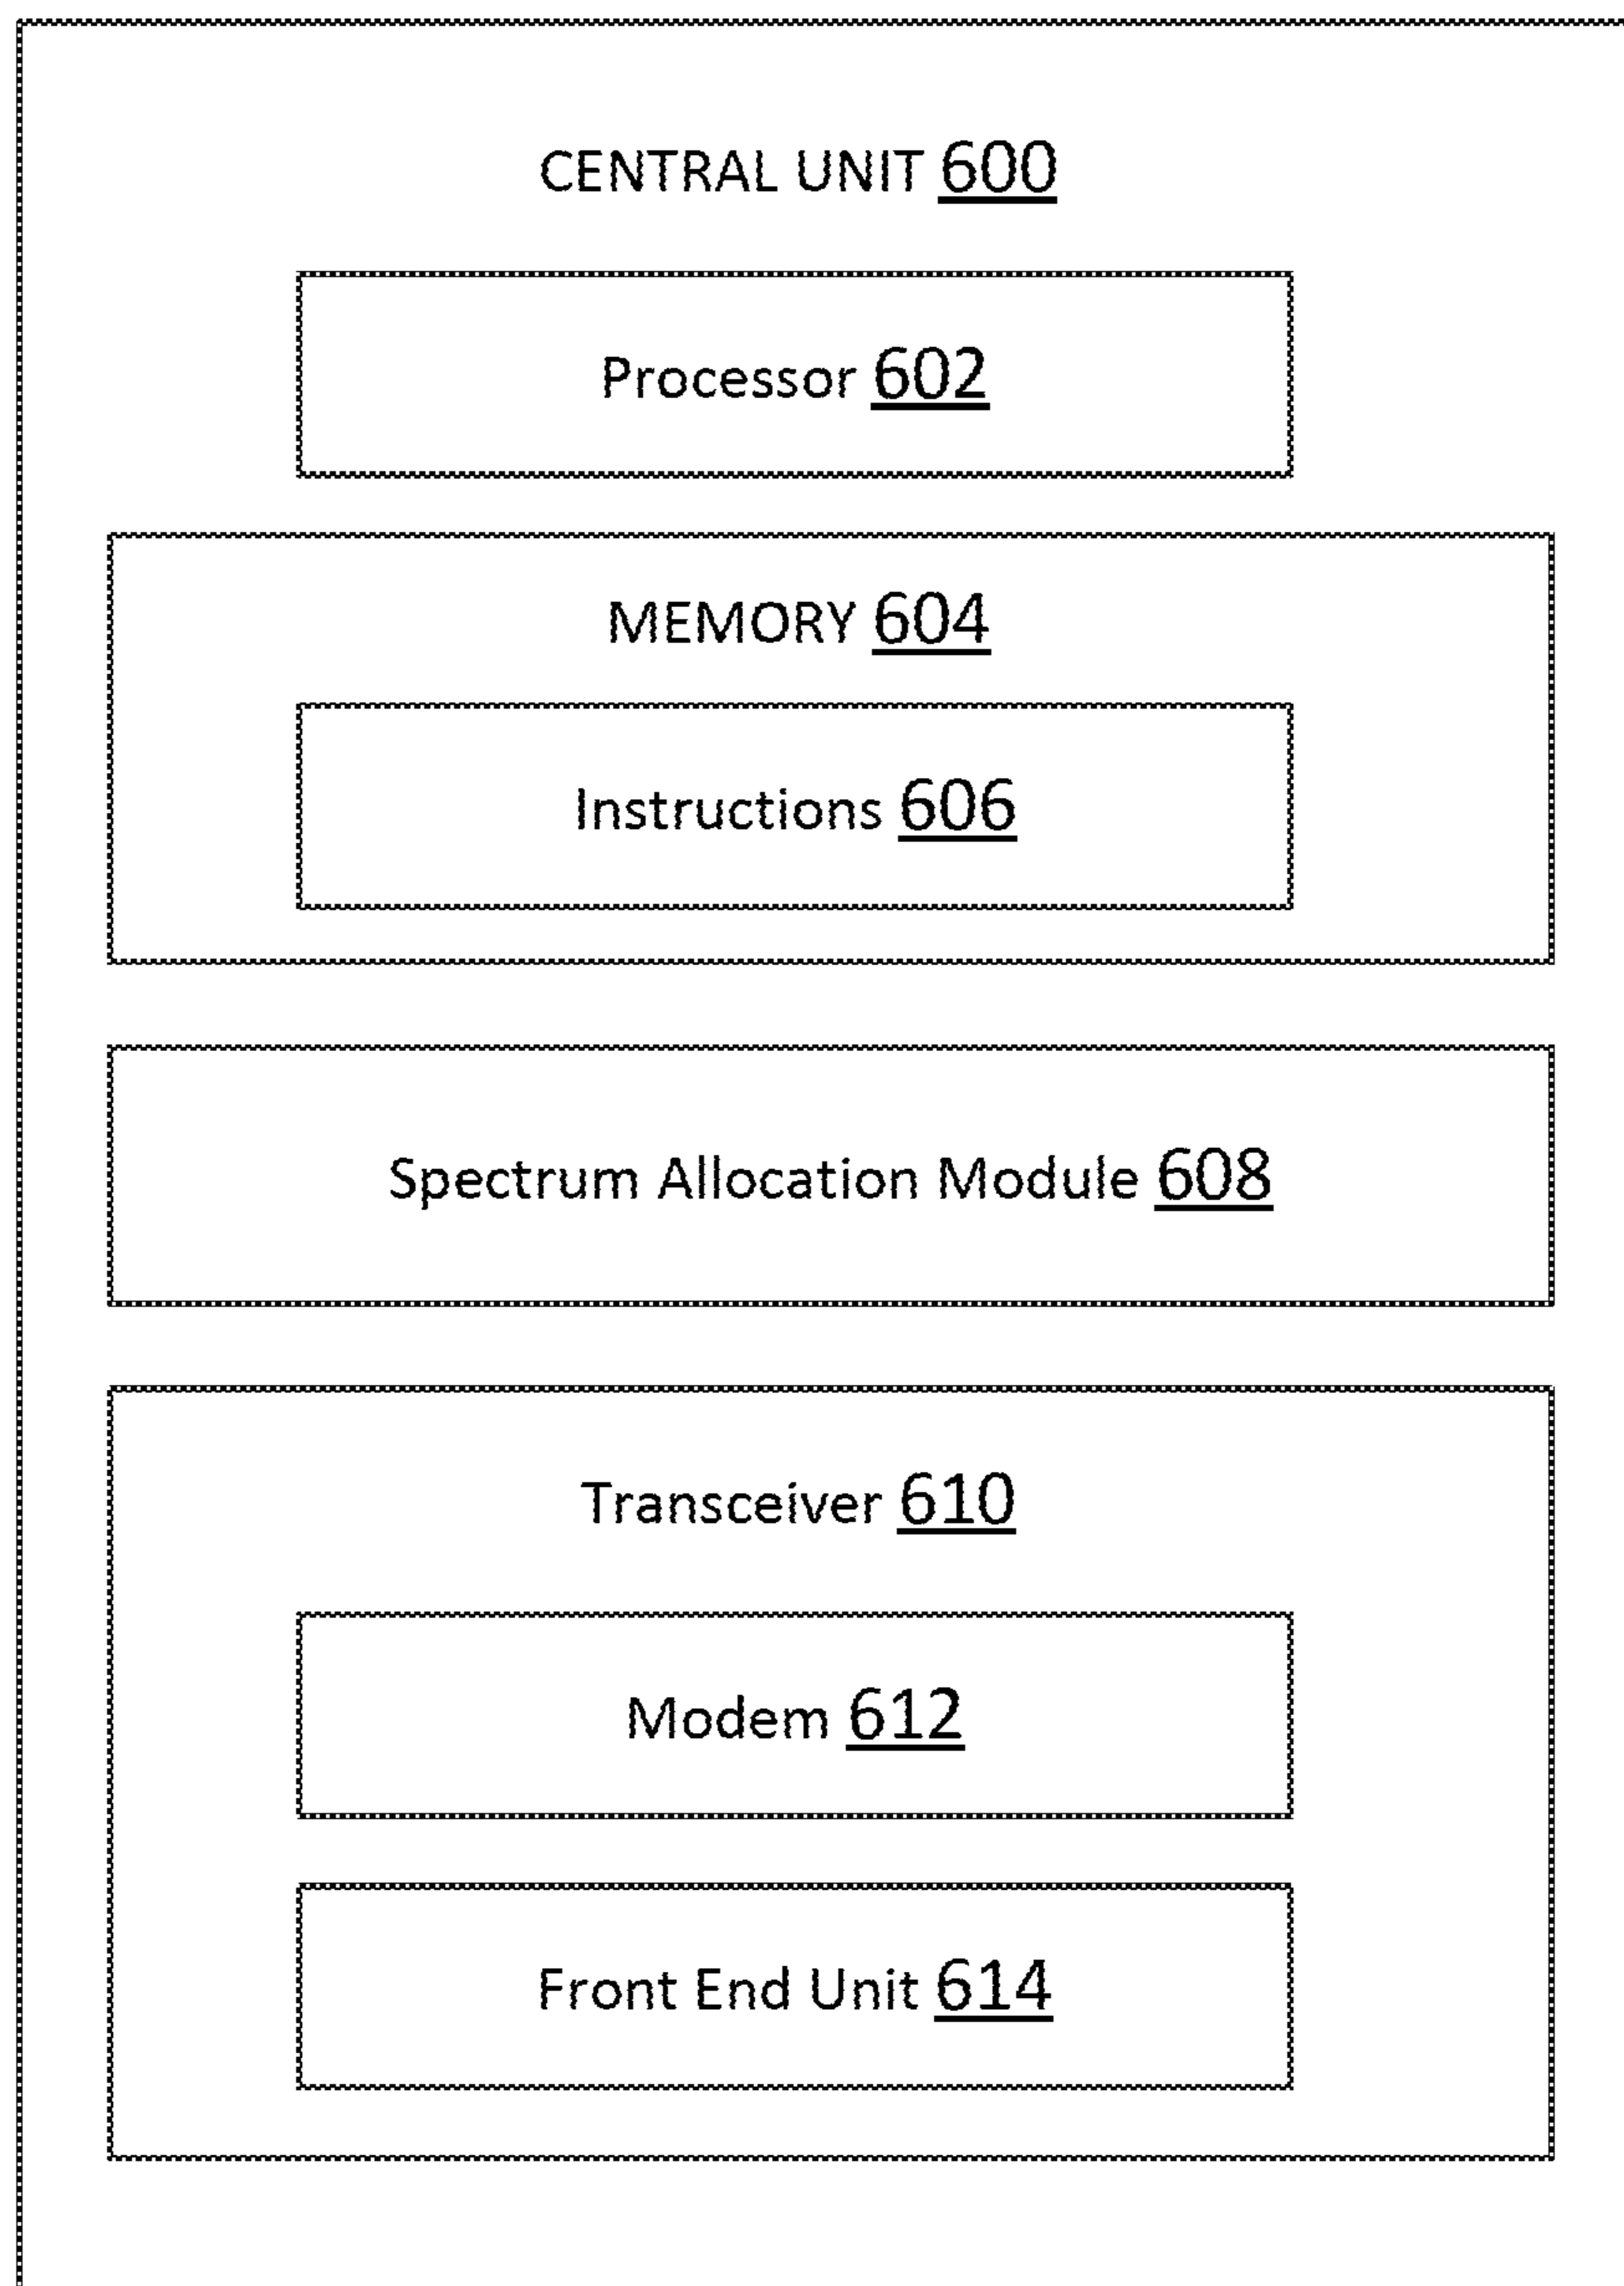 CENTRAL UNIT 600
Processor 602
MEMORY 604
Instructions 606
Spectrum Allocation Module 608
Transceiver 610
Modem 612
Front End Unit 614